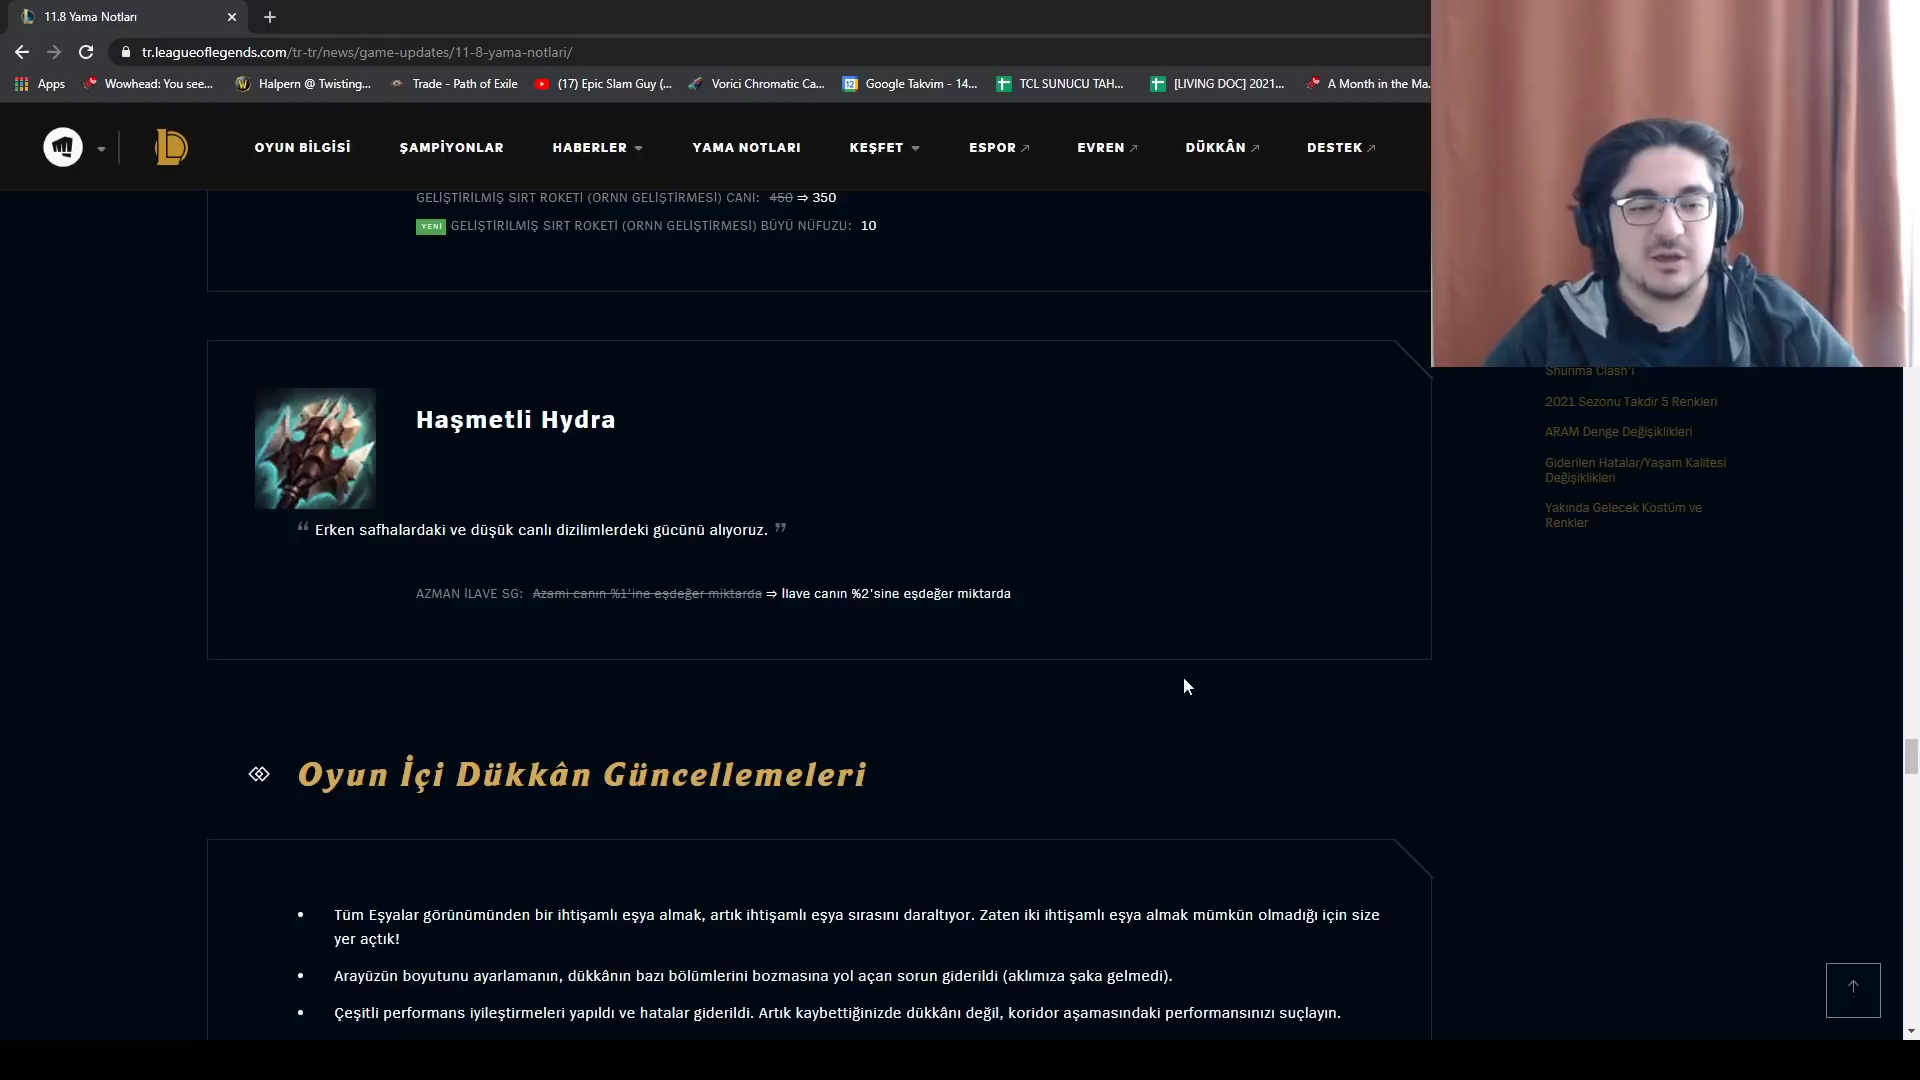 11.8 Yama Notları
tr.leagueoflegends.com/tr-tr/news/game-updates/11-8-yama-notlari/
Apps
Wowhead: You see...
Halpern @ Twisting...
Trade - Path of Exile
(17) Epic Slam Guy (...
Vorici Chromatic Ca...
Google Takvim - 14...
TCL SUNUCU TAH...
[LIVING DOC] 2021...
A Month in the Ma...
OYUN BİLGİSİ
ŞAMPİYONLAR
HABERLER
YAMA NOTLARI
KEŞFET
ESPOR
EVREN
DÜKKÂN
DESTEK
GELİŞTİRİLMİŞ SIRT ROKETİ (ORNN GELİŞTİRMESİ) CANI: 450 ⇒ 350
YENİ GELİŞTİRİLMİŞ SIRT ROKETİ (ORNN GELİŞTİRMESİ) BÜYÜ NÜFUZU: 10
Haşmetli Hydra
“ Erken safhalardaki ve düşük canlı dizilimlerdeki gücünü alıyoruz. ”
AZMAN İLAVE SG: Azami canın %1'ine eşdeğer miktarda ⇒ İlave canın %2'sine eşdeğer miktarda
Shurima Clash'i
2021 Sezonu Takdir 5 Renkleri
ARAM Denge Değişiklikleri
Giderilen Hatalar/Yaşam Kalitesi
Değişiklikleri
Yakında Gelecek Kostüm ve
Renkler
Oyun İçi Dükkân Güncellemeleri
• Tüm Eşyalar görünümünden bir ihtişamlı eşya almak, artık ihtişamlı eşya sırasını daraltıyor. Zaten iki ihtişamlı eşya almak mümkün olmadığı için size
yer açtık!
• Arayüzün boyutunu ayarlamanın, dükkânın bazı bölümlerini bozmasına yol açan sorun giderildi (aklımıza şaka gelmedi).
• Çeşitli performans iyileştirmeleri yapıldı ve hatalar giderildi. Artık kaybettiğinizde dükkânı değil, koridor aşamasındaki performansınızı suçlayın.